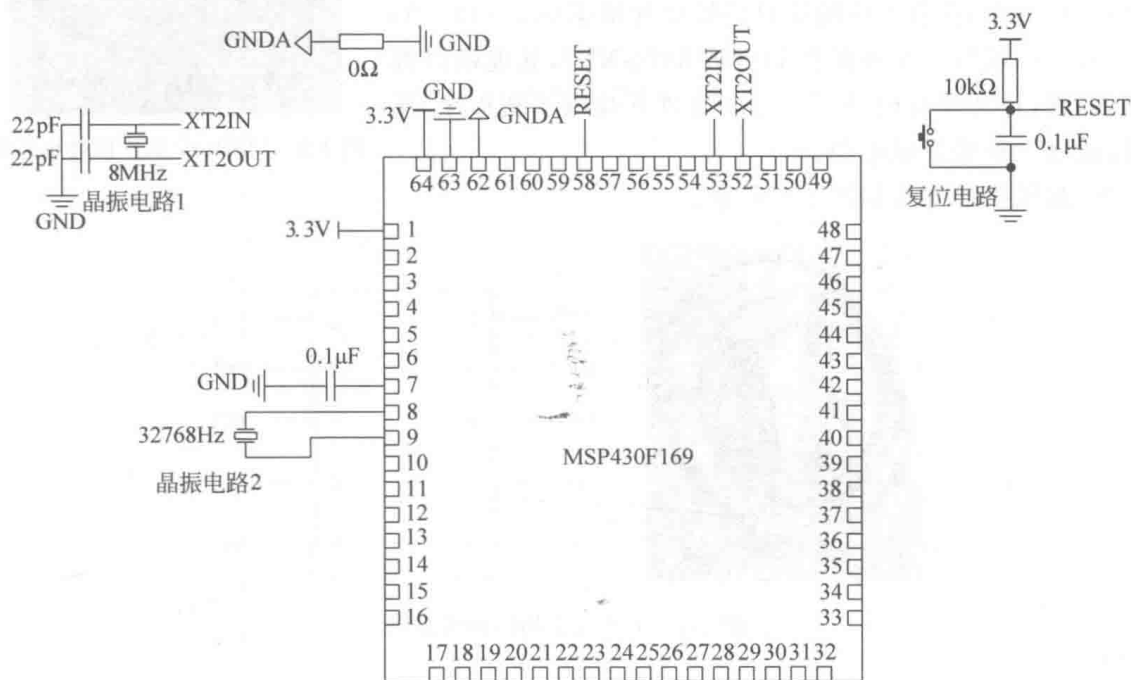 GNDA
0Ω
GND
3.3V
GND
GNDA
RESET
XT2IN
XT2OUT
22pF
22pF
XT2IN
XT2OUT
8MHz
GND
晶振电路1
3.3V
10kΩ
RESET
0.1μF
复位电路
64 63 62 61 60 59 58 57 56 55 54 53 52 51 50 49
3.3V
1
2
3
4
5
6
7
8
9
10
11
12
13
14
15
16
0.1μF
GND
32768Hz
晶振电路2
MSP430F169
48
47
46
45
44
43
42
41
40
39
38
37
36
35
34
33
17 18 19 20 21 22 23 24 25 26 27 28 29 30 31 32